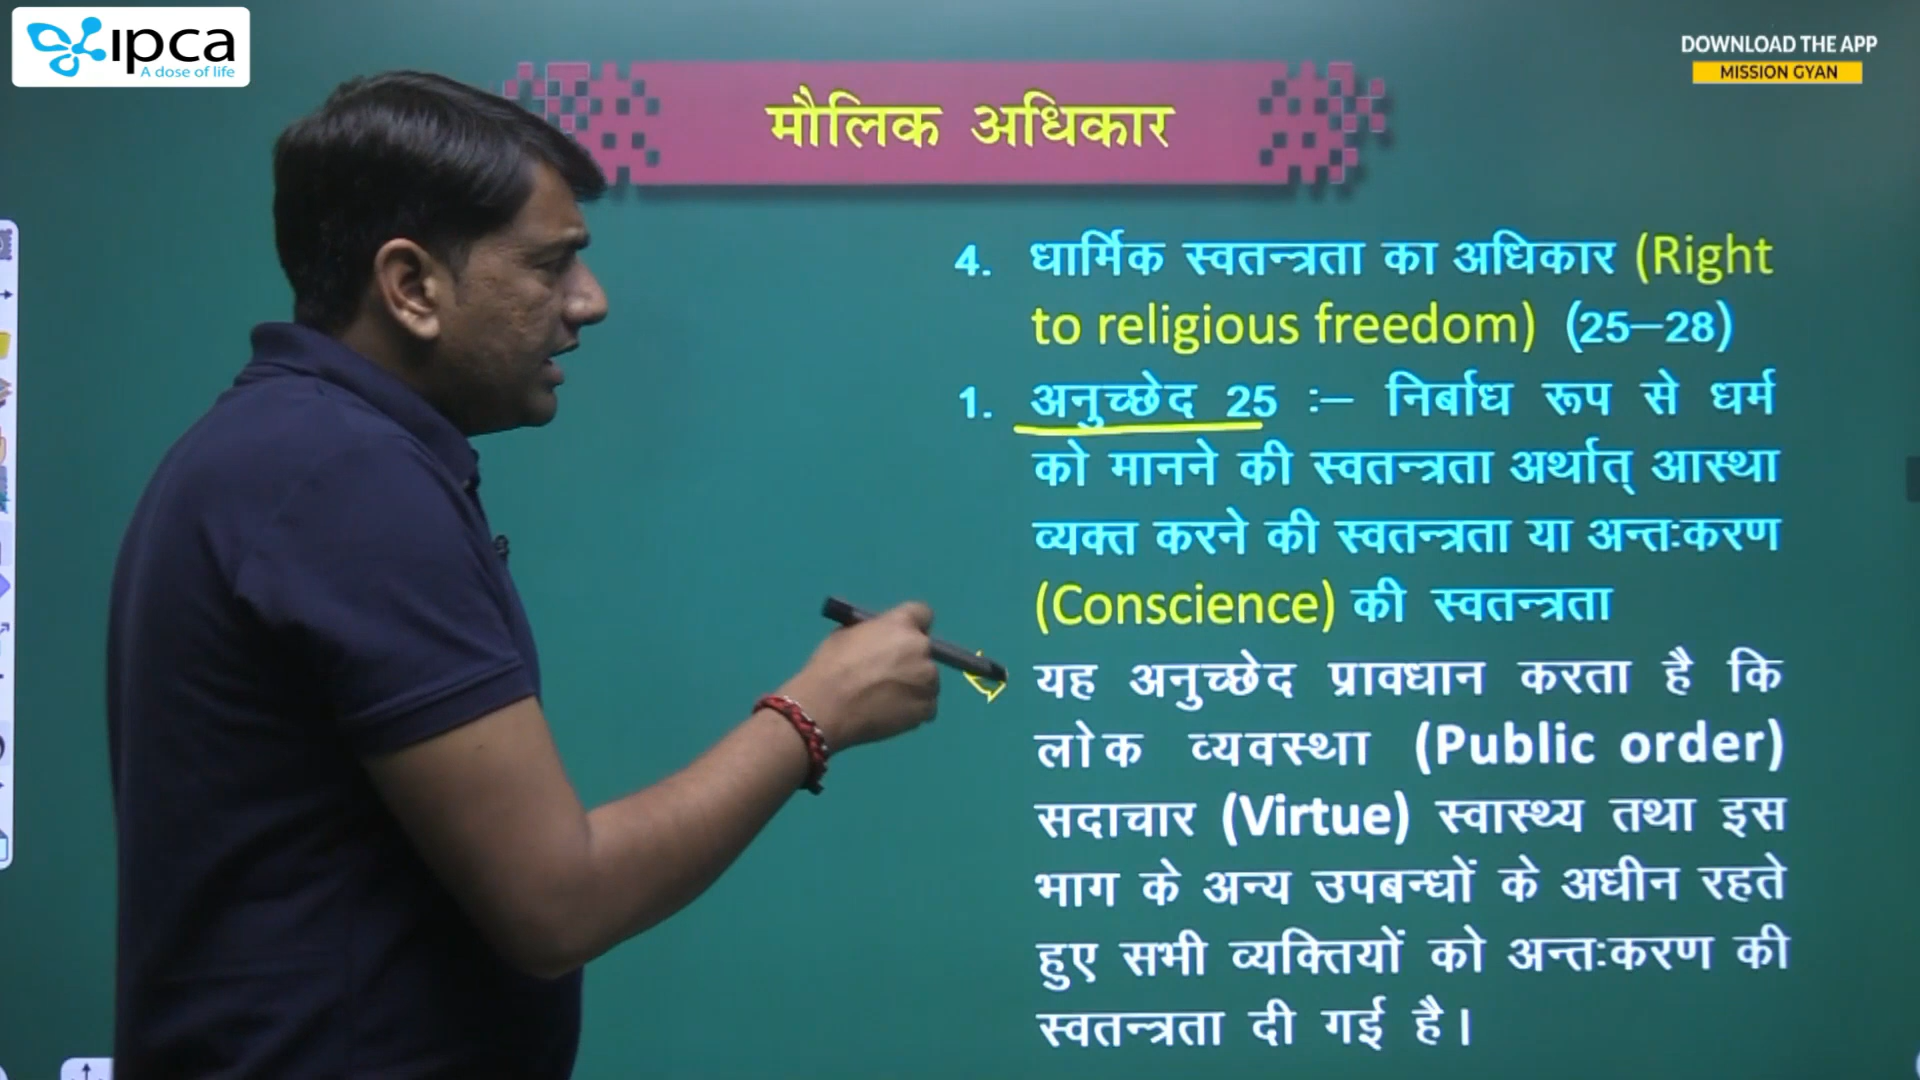 ipca
A dose of life
DOWNLOAD THE APP
MISSION GYAN
मौलिक अधिकार
4. धार्मिक स्वतन्त्रता का अधिकार (Right
to religious freedom) (25–28)
1. अनुच्छेद 25 :– निर्बाध रूप से धर्म
को मानने की स्वतन्त्रता अर्थात् आस्था
व्यक्त करने की स्वतन्त्रता या अन्तःकरण
(Conscience) की स्वतन्त्रता
यह अनुच्छेद प्रावधान करता है कि
लोक व्यवस्था (Public order)
सदाचार (Virtue) स्वास्थ्य तथा इस
भाग के अन्य उपबन्धों के अधीन रहते
हुए सभी व्यक्तियों को अन्तःकरण की
स्वतन्त्रता दी गई है।